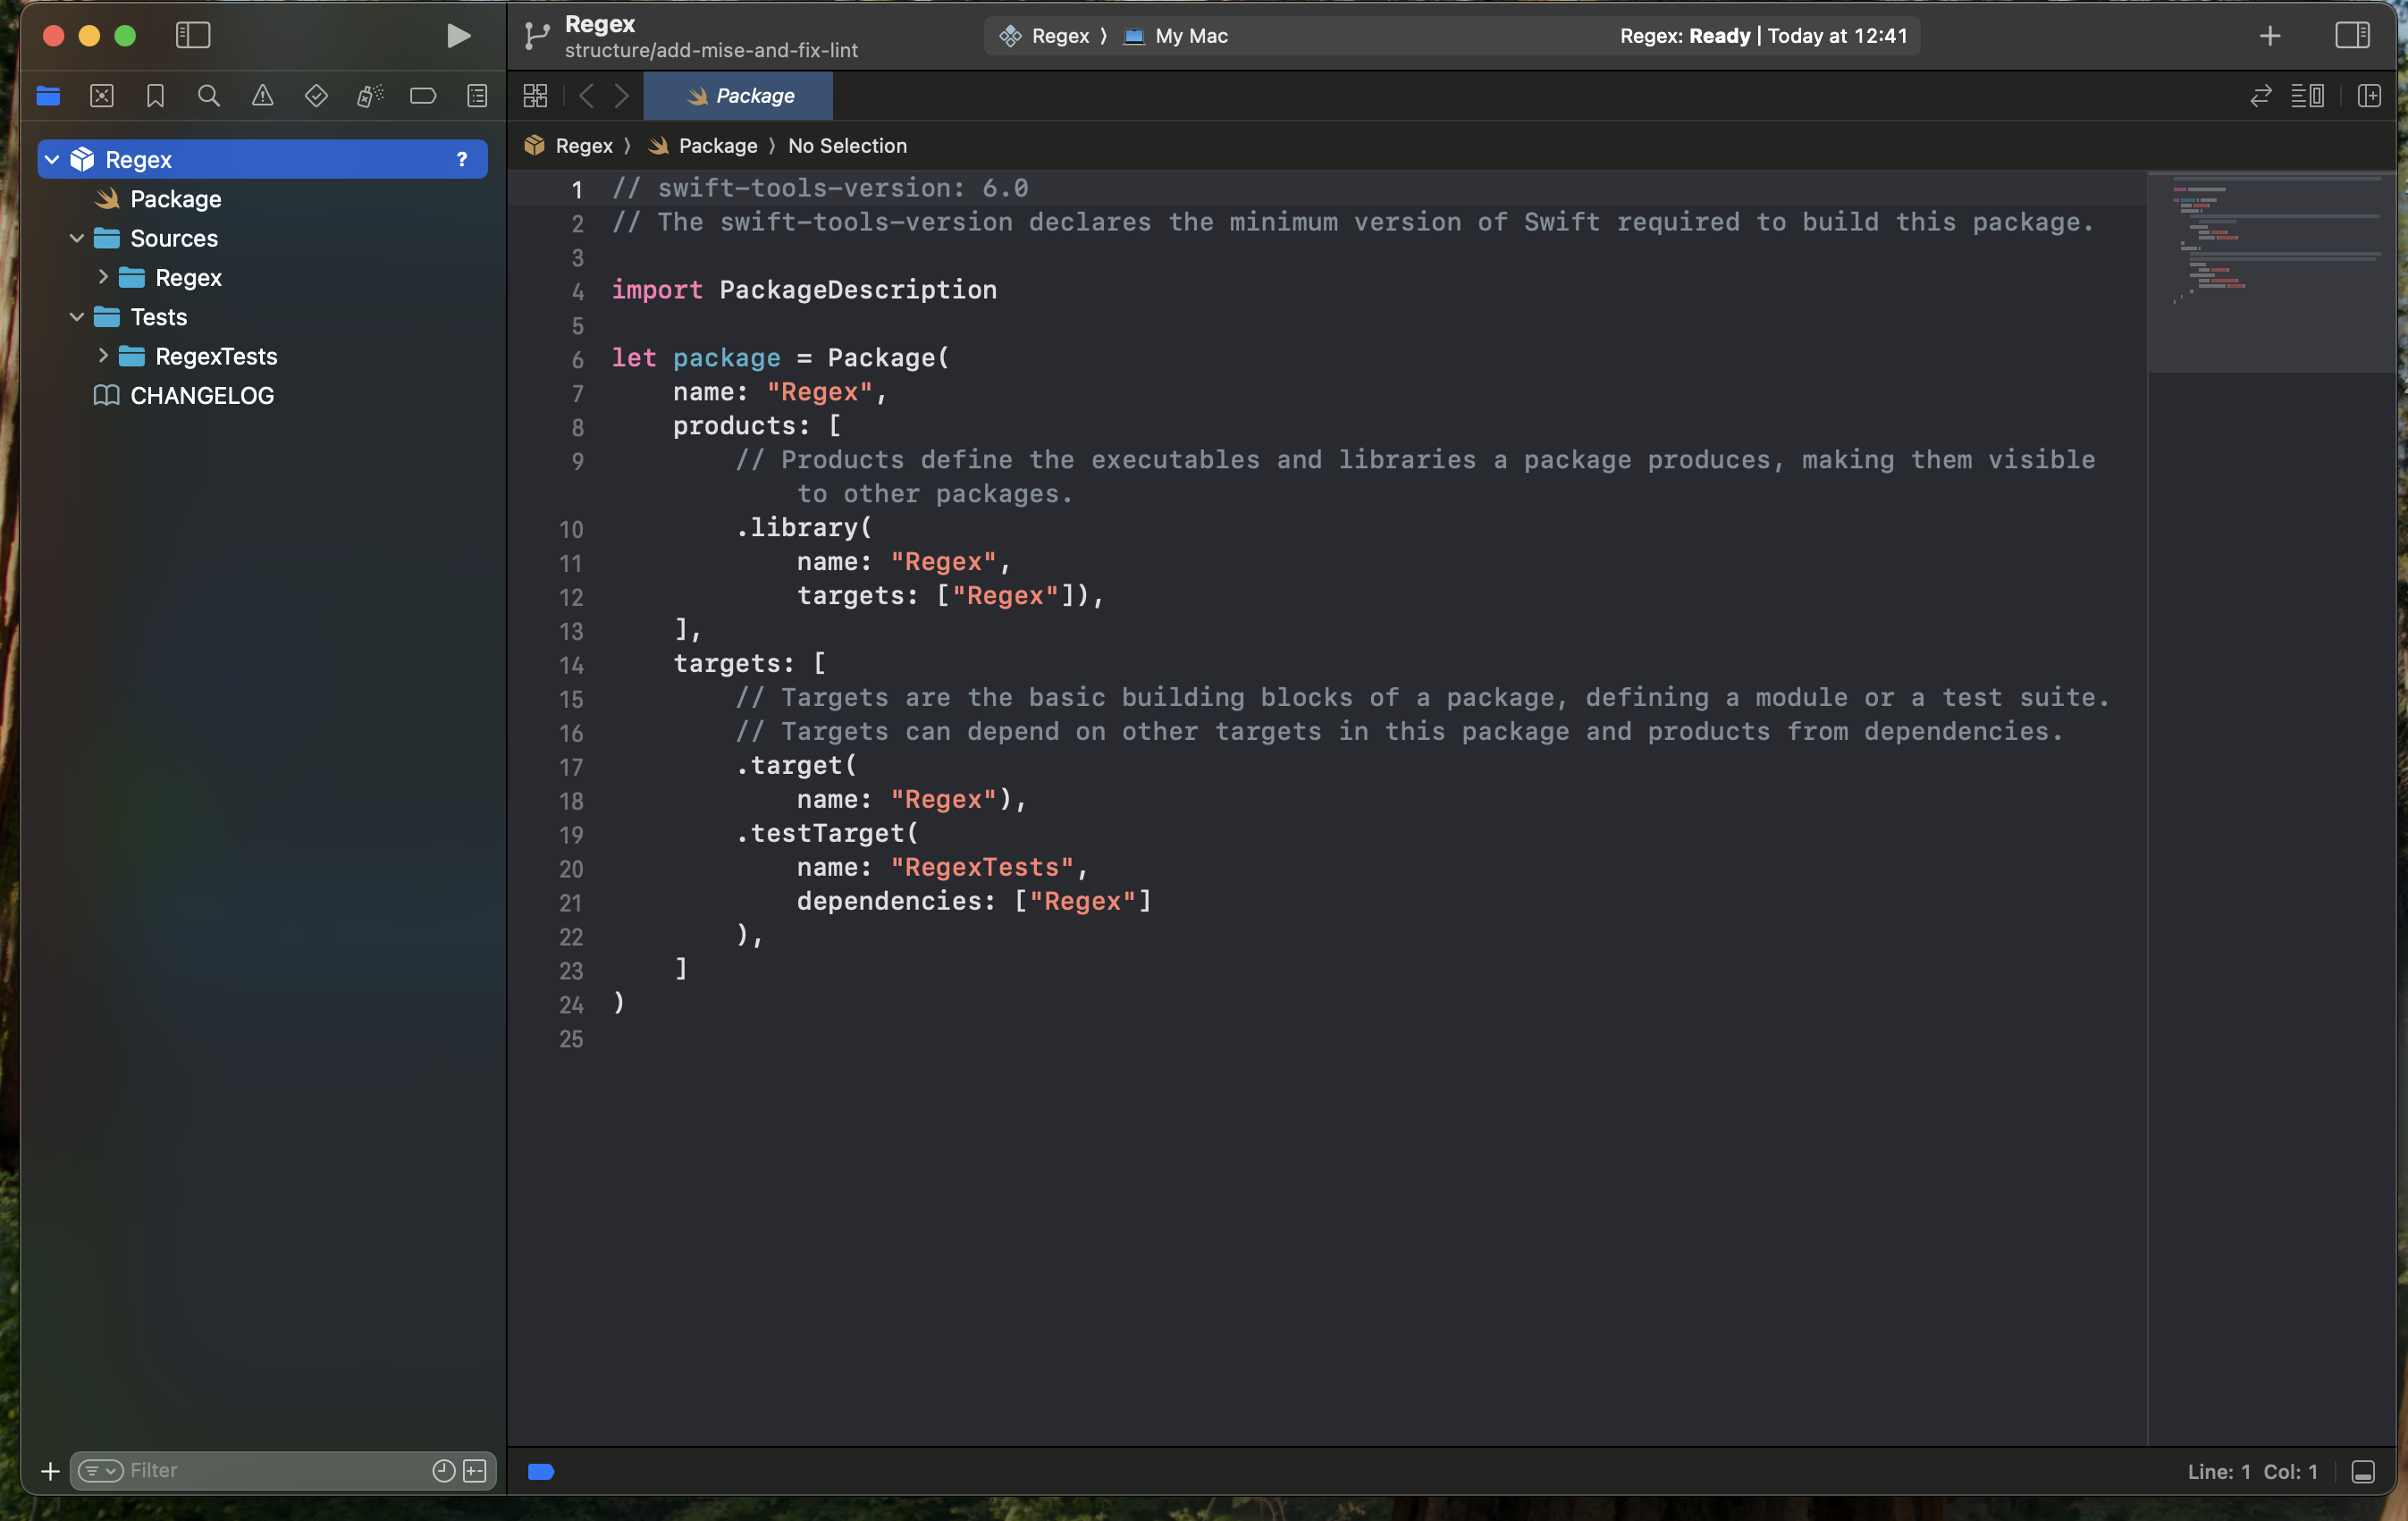 Regex
structure/add-mise-and-fix-lint
Regex ⟩ My Mac
Regex: Ready | Today at 12:41
Package
Regex ⟩ Package ⟩ No Selection
Regex ?
Package
Sources
Regex
Tests
RegexTests
CHANGELOG
1 // swift-tools-version: 6.0
2 // The swift-tools-version declares the minimum version of Swift required to build this package.
3
4 import PackageDescription
5
6 let package = Package(
7     name: "Regex",
8     products: [
9         // Products define the executables and libraries a package produces, making them visible
            to other packages.
10         .library(
11             name: "Regex",
12             targets: ["Regex"]),
13     ],
14     targets: [
15         // Targets are the basic building blocks of a package, defining a module or a test suite.
16         // Targets can depend on other targets in this package and products from dependencies.
17         .target(
18             name: "Regex"),
19         .testTarget(
20             name: "RegexTests",
21             dependencies: ["Regex"]
22         ),
23     ]
24 )
25
Filter
Line: 1 Col: 1